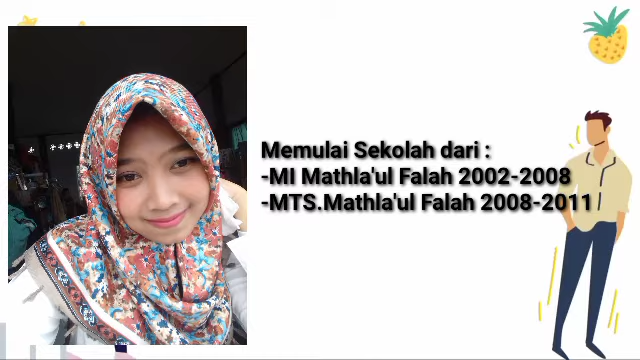 Memulai Sekolah dari :
-MI Mathla'ul Falah 2002-2008
-MTS.Mathla'ul Falah 2008-2011